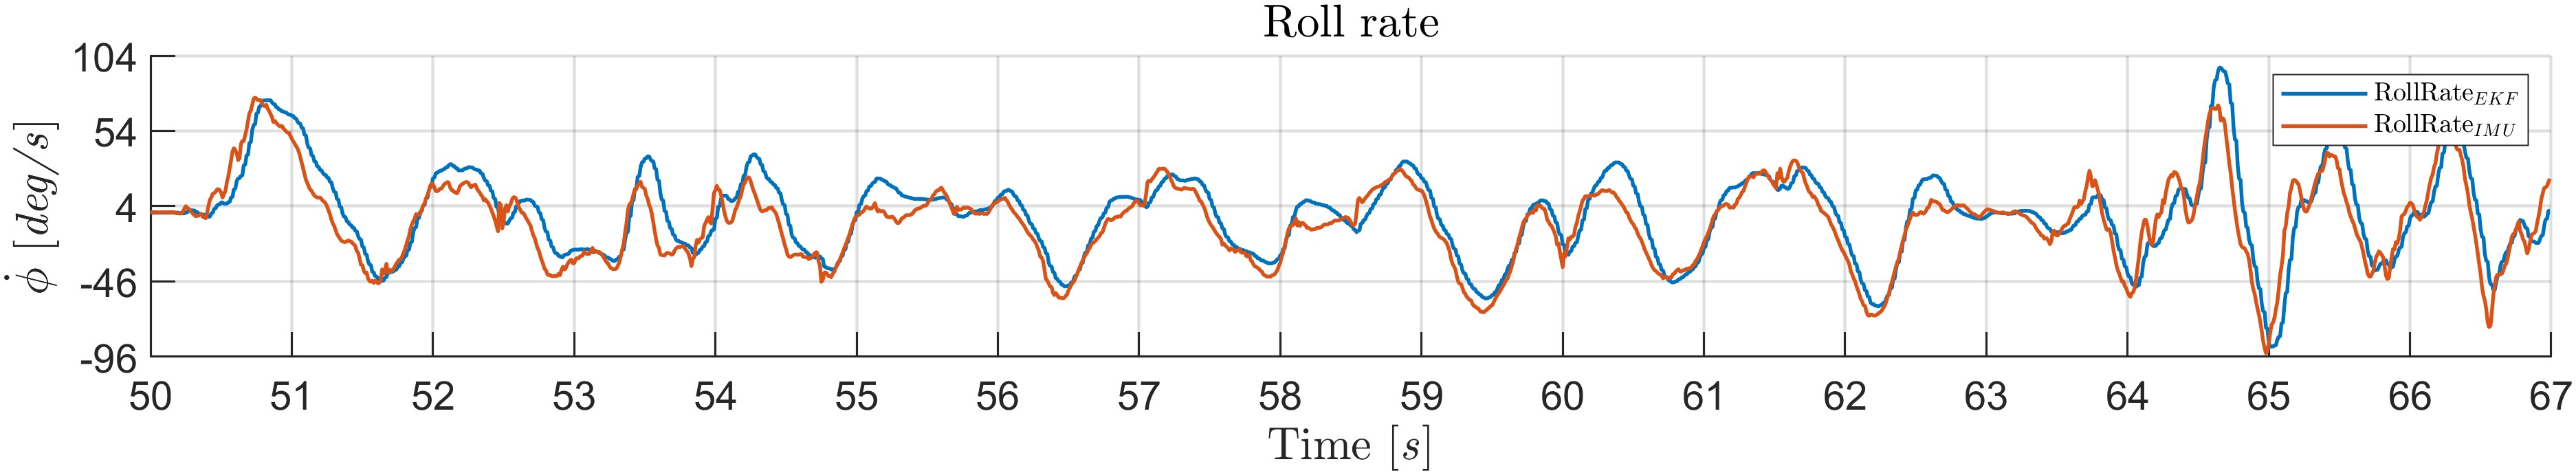 Roll rate
104
54
4
-46
-96
ϕ̇ [deg/s]
RollRate_EKF
RollRate_IMU
50 51 52 53 54 55 56 57 58 59 60 61 62 63 64 65 66 67
Time [s]